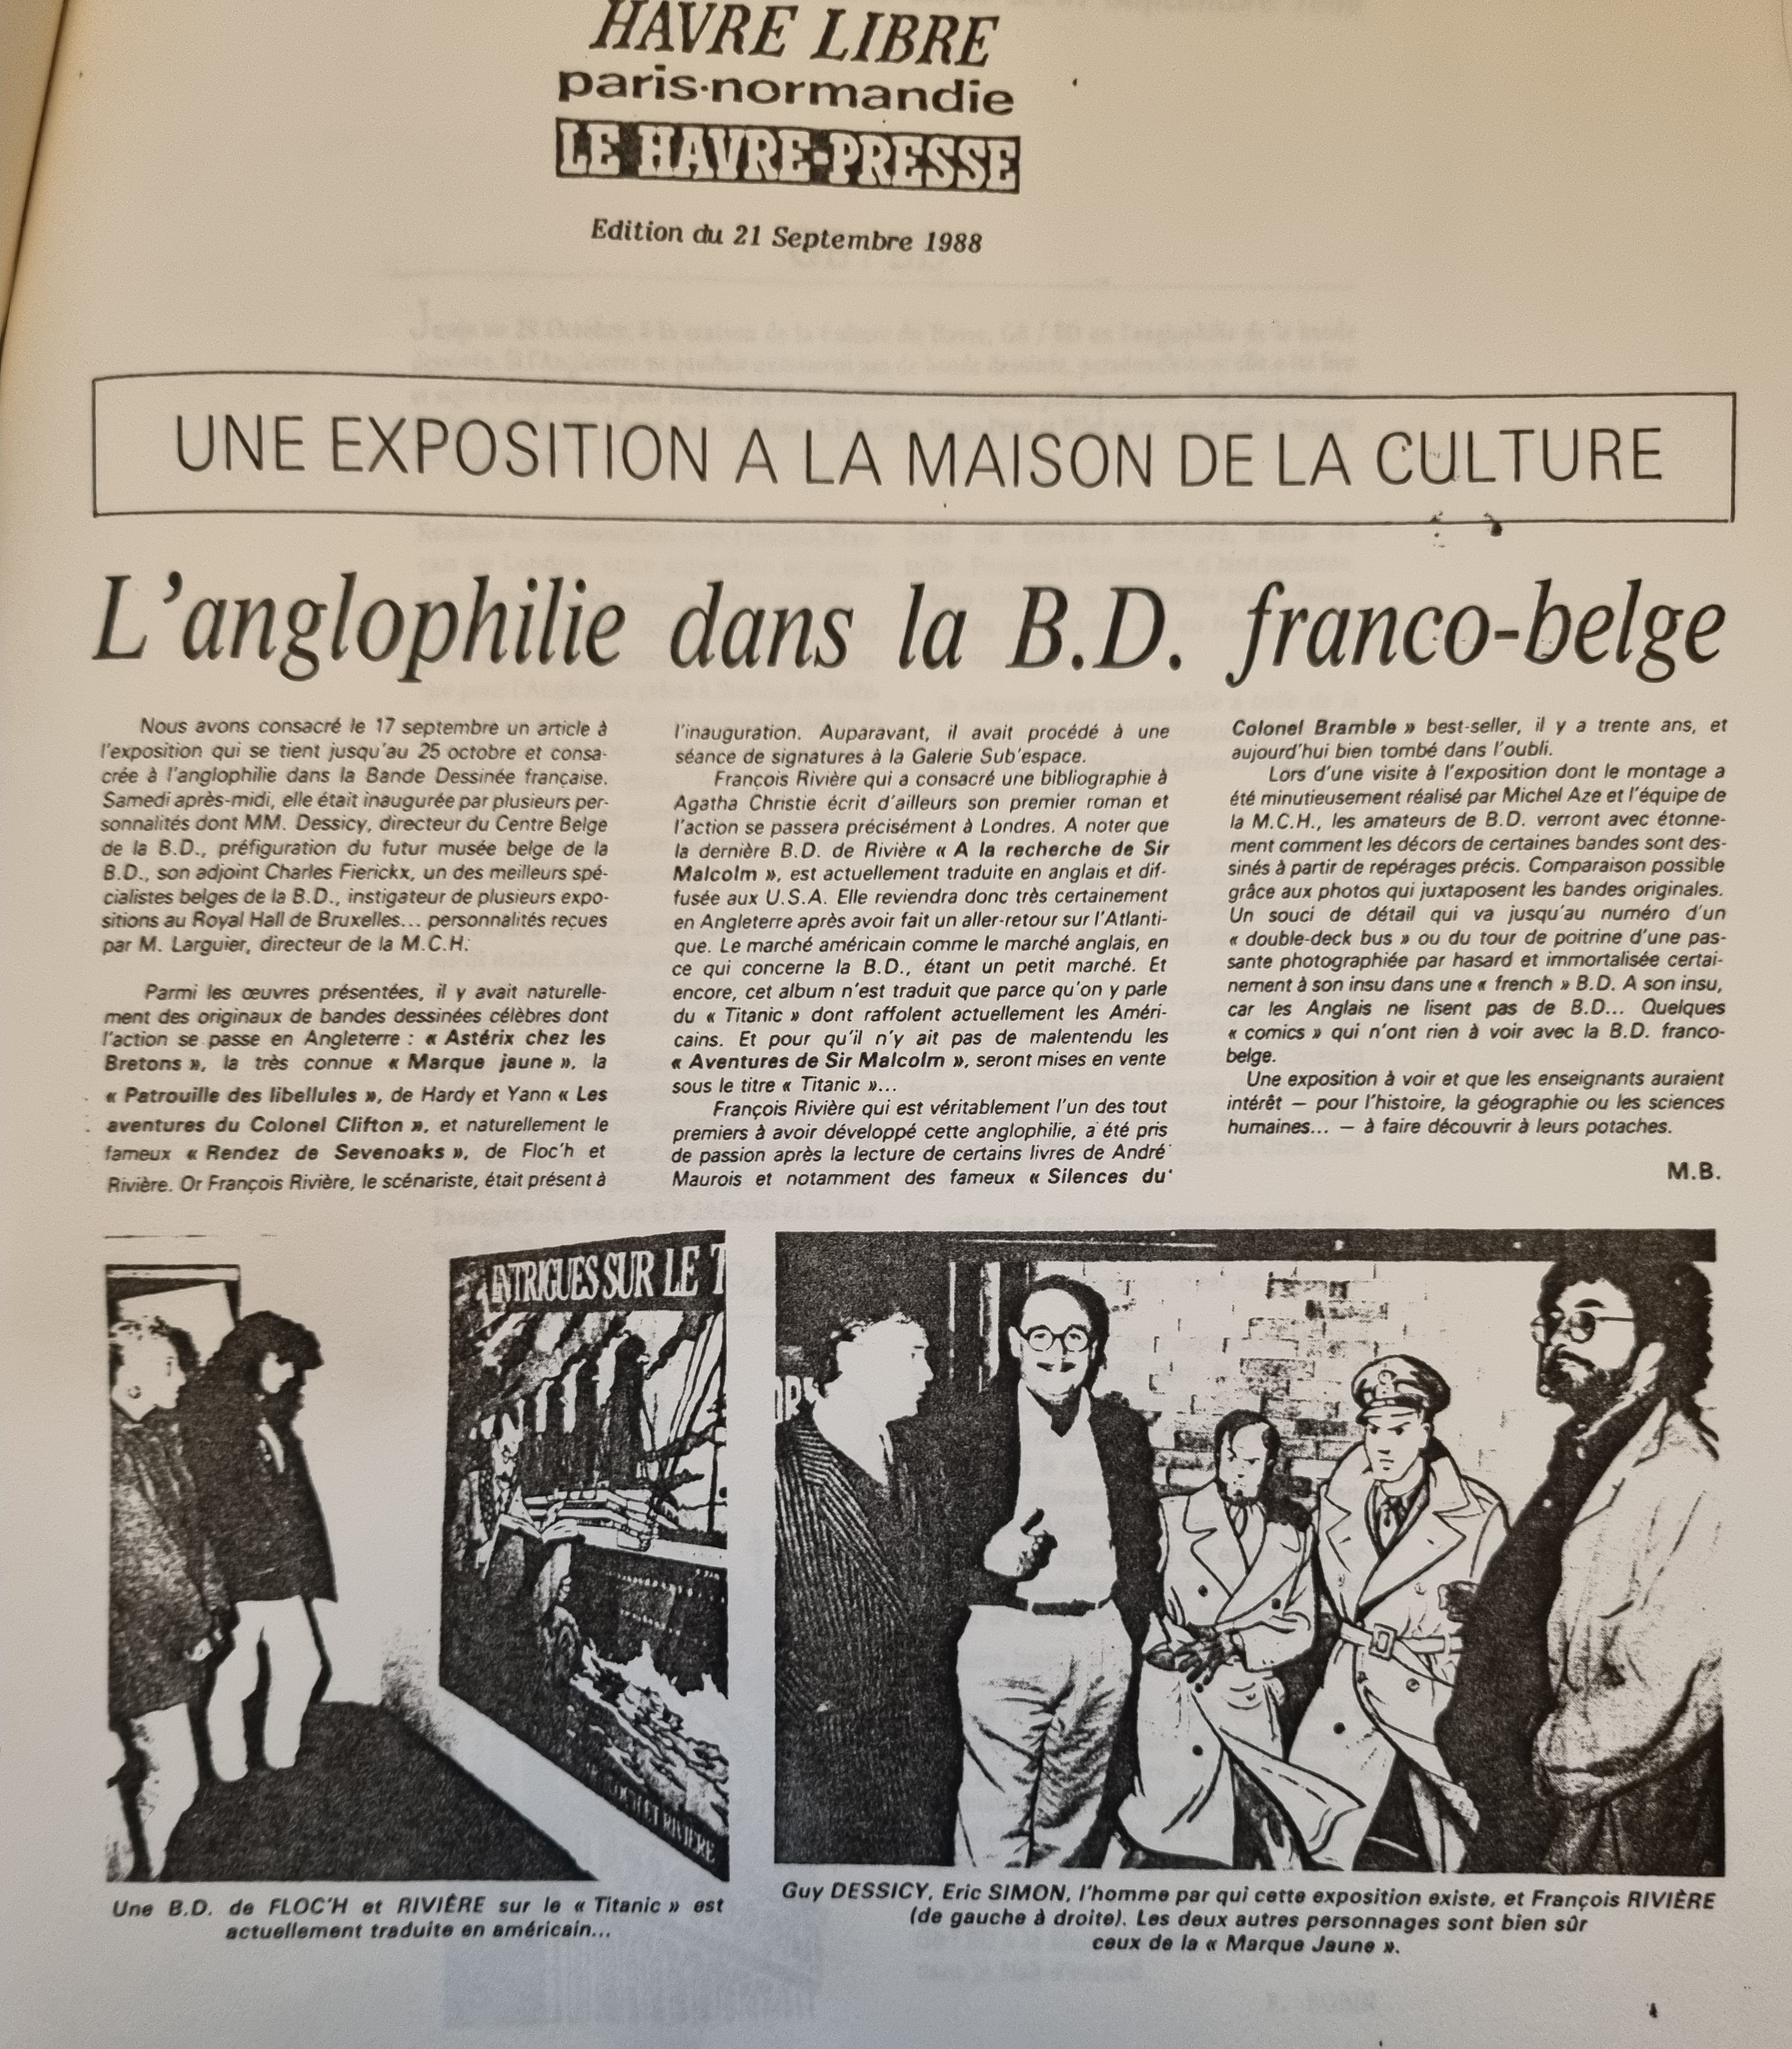 HAVRE LIBRE
paris-normandie
LE HAVRE-PRESSE
Edition du 21 Septembre 1988
UNE EXPOSITION A LA MAISON DE LA CULTURE
L'anglophilie dans la B.D. franco-belge
Nous avons consacré le 17 septembre un article à
l'exposition qui se tient jusqu'au 25 octobre et consa-
crée à l'anglophilie dans la Bande Dessinée française.
Samedi après-midi, elle était inaugurée par plusieurs per-
sonnalités dont MM. Dessicy, directeur du Centre Belge
de la B.D., préfiguration du futur musée belge de la
B.D., son adjoint Charles Fierickx, un des meilleurs spé-
cialistes belges de la B.D., instigateur de plusieurs expo-
sitions au Royal Hall de Bruxelles... personnalités reçues
par M. Larguier, directeur de la M.C.H.
Parmi les œuvres présentées, il y avait naturelle-
ment des originaux de bandes dessinées célèbres dont
l'action se passe en Angleterre : « Astérix chez les
Bretons », la très connue « Marque jaune », la
« Patrouille des libellules », de Hardy et Yann « Les
aventures du Colonel Clifton », et naturellement le
fameux « Rendez de Sevenoaks », de Floc'h et
Rivière. Or François Rivière, le scénariste, était présent à
l'inauguration. Auparavant, il avait procédé à une
séance de signatures à la Galerie Sub'espace.
François Rivière qui a consacré une bibliographie à
Agatha Christie écrit d'ailleurs son premier roman et
l'action se passera précisément à Londres. A noter que
la dernière B.D. de Rivière « A la recherche de Sir
Malcolm », est actuellement traduite en anglais et dif-
fusée aux U.S.A. Elle reviendra donc très certainement
en Angleterre après avoir fait un aller-retour sur l'Atlanti-
que. Le marché américain comme le marché anglais, en
ce qui concerne la B.D., étant un petit marché. Et
encore, cet album n'est traduit que parce qu'on y parle
du « Titanic » dont raffolent actuellement les Améri-
cains. Et pour qu'il n'y ait pas de malentendu les
« Aventures de Sir Malcolm », seront mises en vente
sous le titre « Titanic »...
François Rivière qui est véritablement l'un des tout
premiers à avoir développé cette anglophilie, a été pris
de passion après la lecture de certains livres de André
Maurois et notamment des fameux « Silences du
Colonel Bramble » best-seller, il y a trente ans, et
aujourd'hui bien tombé dans l'oubli.
Lors d'une visite à l'exposition dont le montage a
été minutieusement réalisé par Michel Aze et l'équipe de
la M.C.H., les amateurs de B.D. verront avec étonne-
ment comment les décors de certaines bandes sont des-
sinés à partir de repérages précis. Comparaison possible
grâce aux photos qui juxtaposent les bandes originales.
Un souci de détail qui va jusqu'au numéro d'un
« double-deck bus » ou du tour de poitrine d'une pas-
sante photographiée par hasard et immortalisée certai-
nement à son insu dans une « french » B.D. A son insu,
car les Anglais ne lisent pas de B.D... Quelques
« comics » qui n'ont rien à voir avec la B.D. franco-
belge.
Une exposition à voir et que les enseignants auraient
intérêt — pour l'histoire, la géographie ou les sciences
humaines... — à faire découvrir à leurs potaches.
M.B.
INTRIGUES SUR LE T
ET RIVIERE
Une B.D. de FLOC'H et RIVIÈRE sur le « Titanic » est
actuellement traduite en américain...
Guy DESSICY, Eric SIMON, l'homme par qui cette exposition existe, et François RIVIÈRE
(de gauche à droite). Les deux autres personnages sont bien sûr
ceux de la « Marque Jaune ».